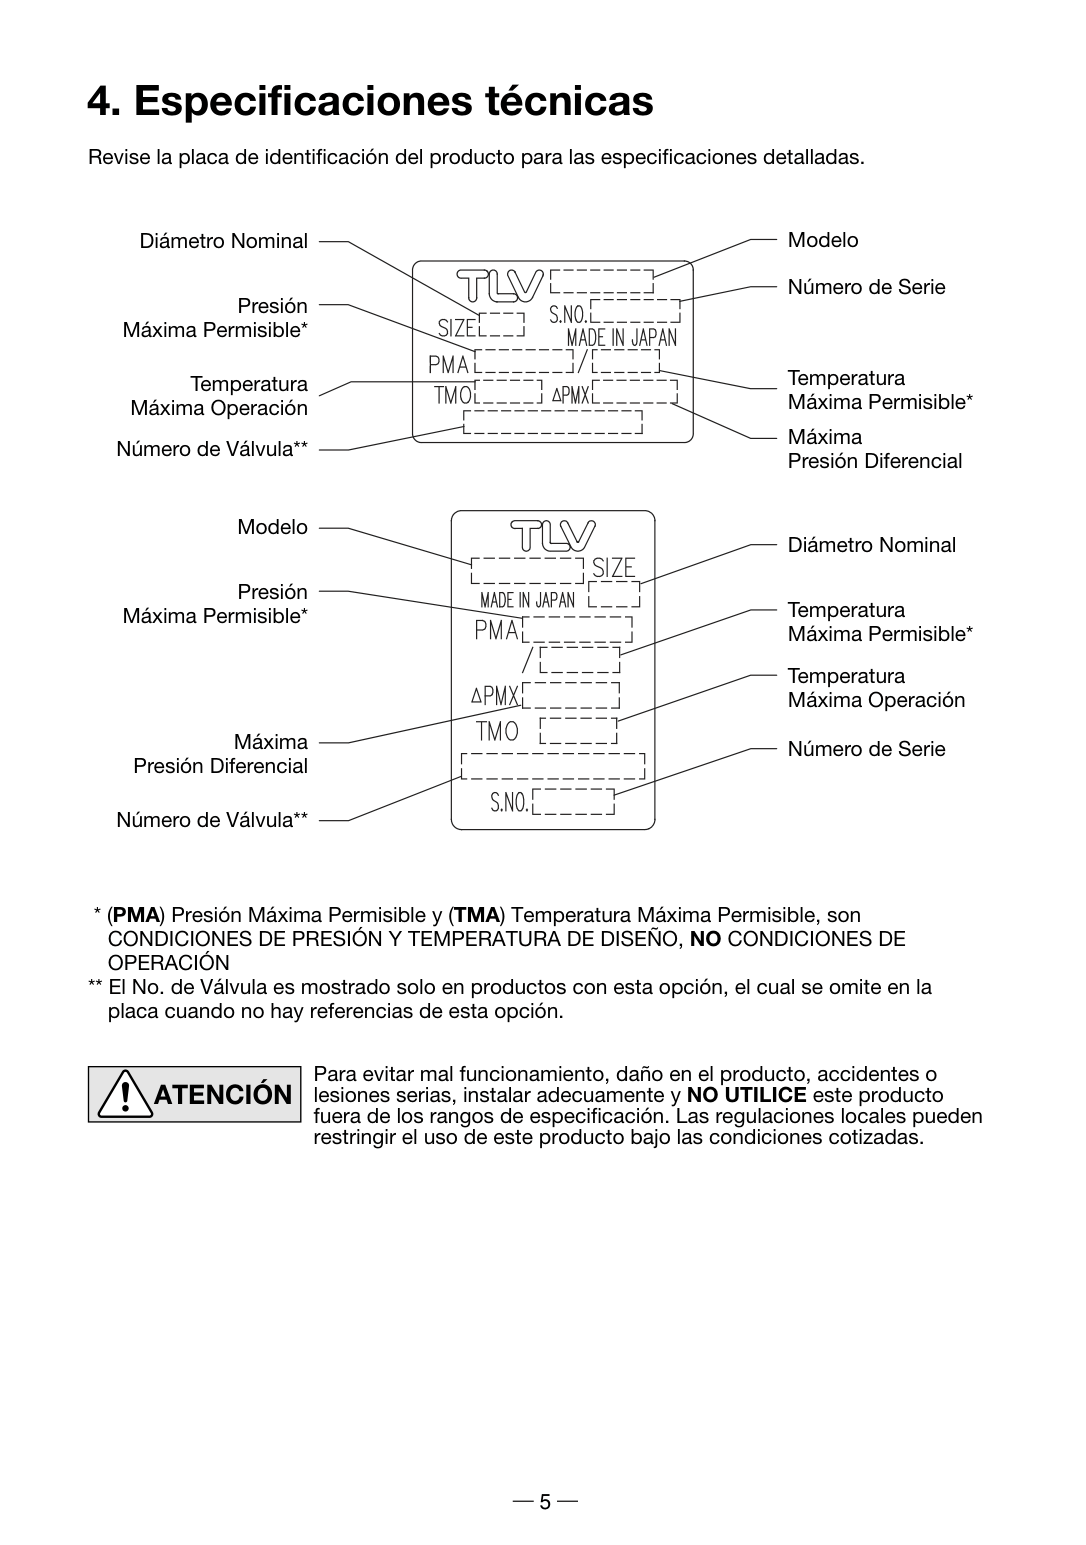 4. Especificaciones técnicas
Revise la placa de identificación del producto para las especificaciones detalladas.
Diámetro Nominal
Presión
Máxima Permisible*
Temperatura
Máxima Operación
Número de Válvula**
TLV
S.NO.
SIZE
MADE IN JAPAN
PMA /
TMO ΔPMX
Modelo
Número de Serie
Temperatura
Máxima Permisible*
Máxima
Presión Diferencial
Modelo
Presión
Máxima Permisible*
Máxima
Presión Diferencial
Número de Válvula**
TLV
SIZE
MADE IN JAPAN
PMA
/
ΔPMX
TMO
S.NO.
Diámetro Nominal
Temperatura
Máxima Permisible*
Temperatura
Máxima Operación
Número de Serie
* (PMA) Presión Máxima Permisible y (TMA) Temperatura Máxima Permisible, son
CONDICIONES DE PRESIÓN Y TEMPERATURA DE DISEÑO, NO CONDICIONES DE
OPERACIÓN
** El No. de Válvula es mostrado solo en productos con esta opción, el cual se omite en la
placa cuando no hay referencias de esta opción.
ATENCIÓN
Para evitar mal funcionamiento, daño en el producto, accidentes o
lesiones serias, instalar adecuamente y NO UTILICE este producto
fuera de los rangos de especificación. Las regulaciones locales pueden
restringir el uso de este producto bajo las condiciones cotizadas.
— 5 —